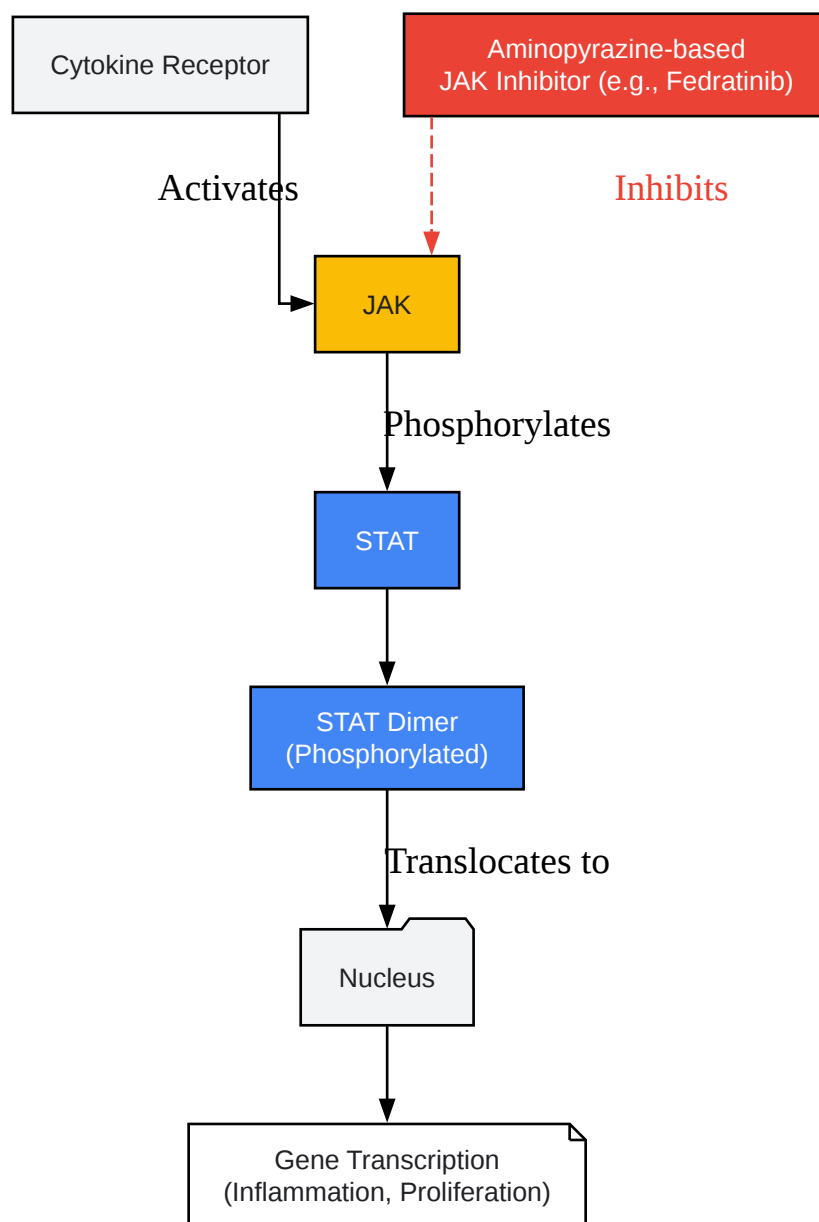 Cytokine Receptor
Aminopyrazine-based
JAK Inhibitor (e.g., Fedratinib)
Activates
Inhibits
JAK
Phosphorylates
STAT
STAT Dimer
(Phosphorylated)
Translocates to
Nucleus
Gene Transcription
(Inflammation, Proliferation)